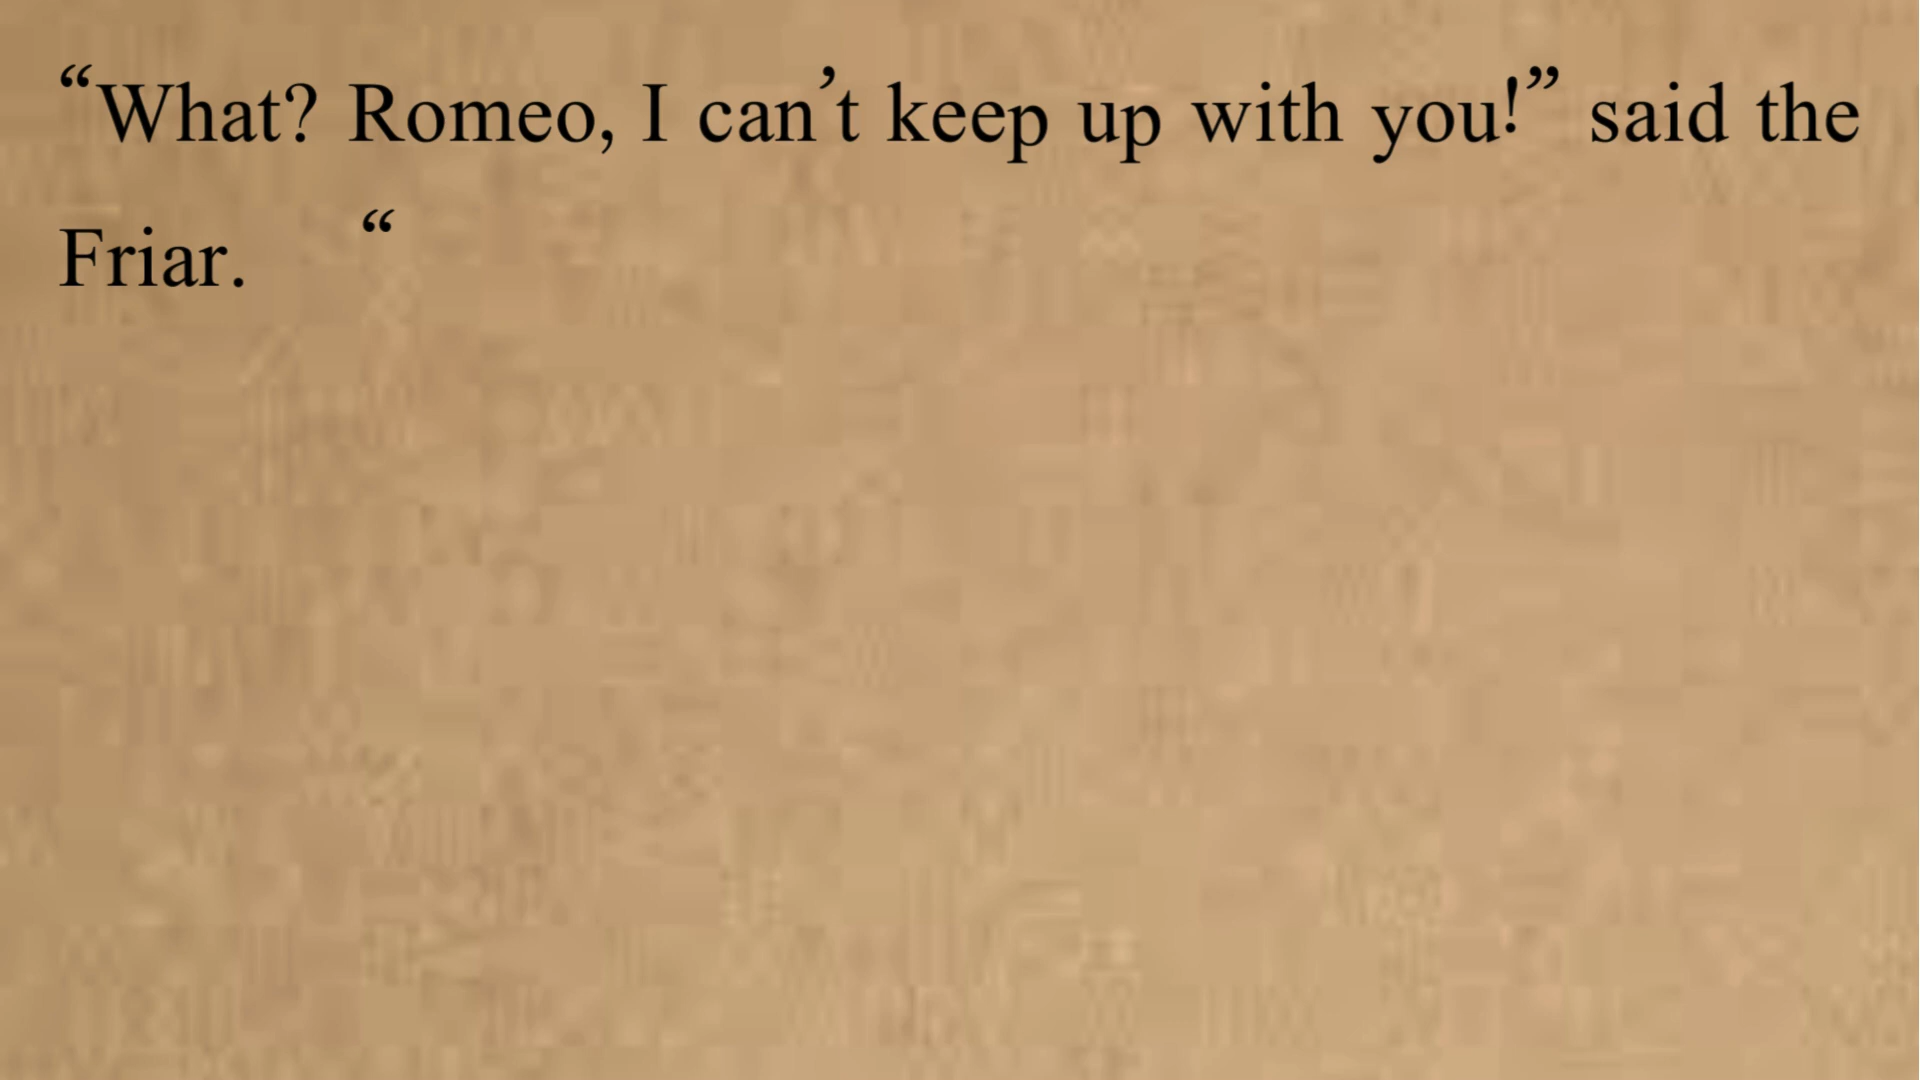 “What? Romeo, I can’t keep up with you!” said the
Friar. “